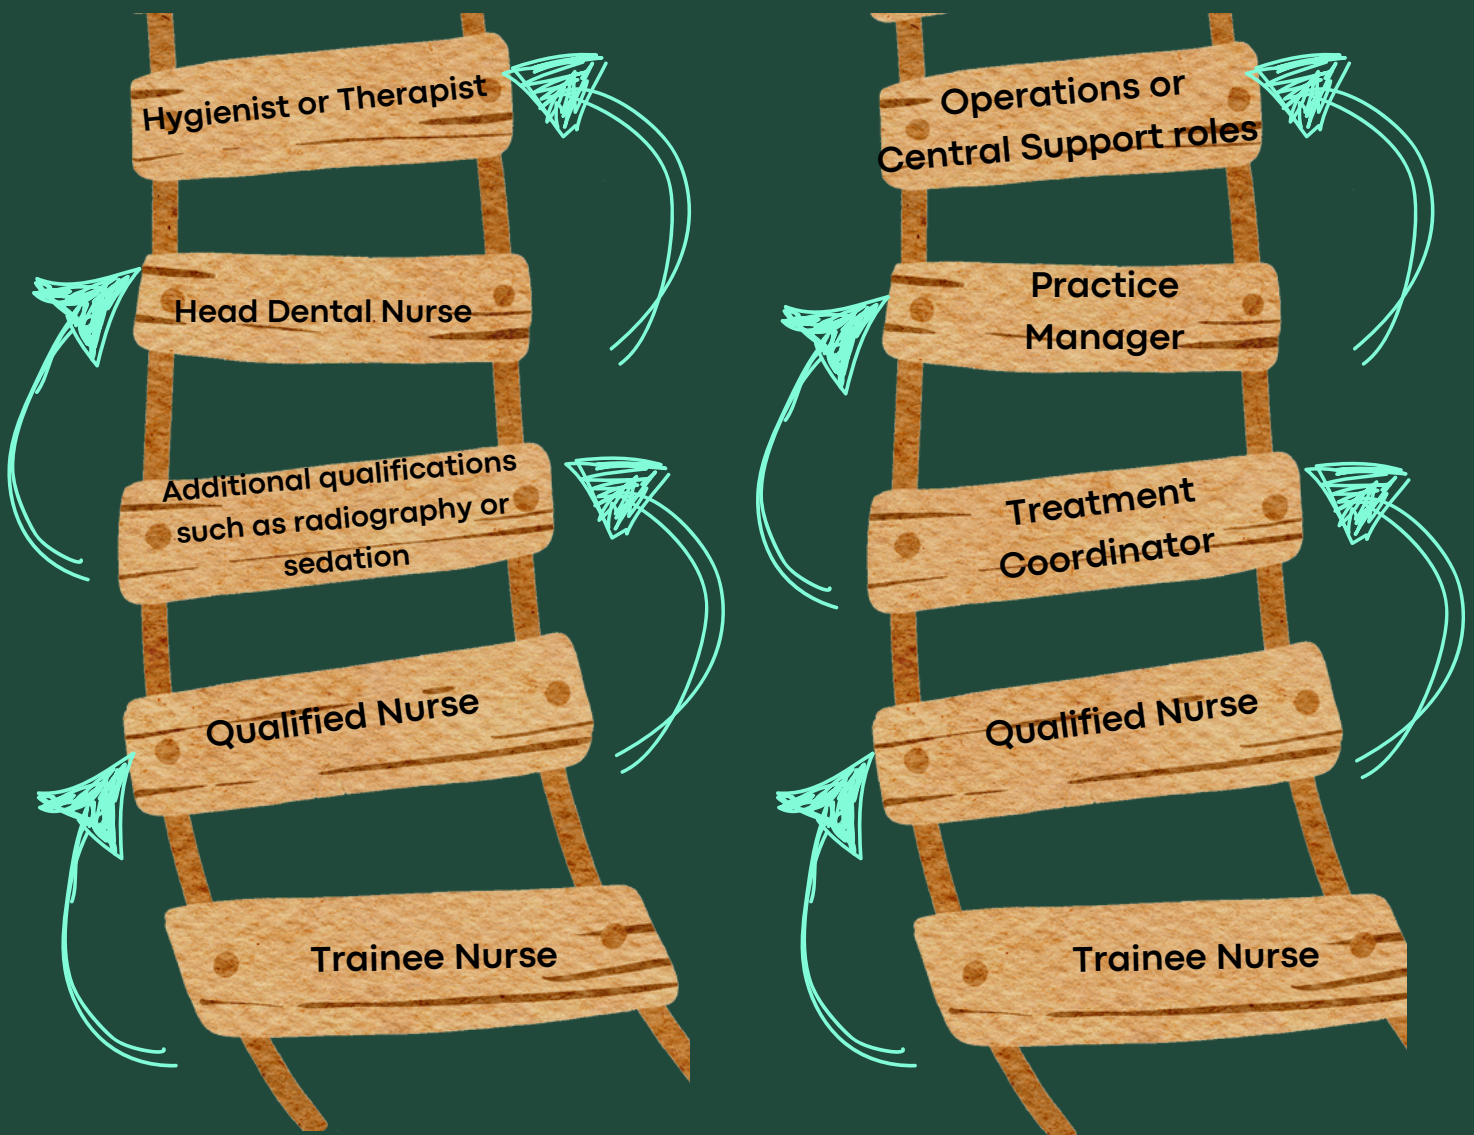 Hygienist or Therapist
Head Dental Nurse
Additional qualifications
such as radiography or
sedation
Qualified Nurse
Trainee Nurse
Operations or
Central Support roles
Practice
Manager
Treatment
Coordinator
Qualified Nurse
Trainee Nurse